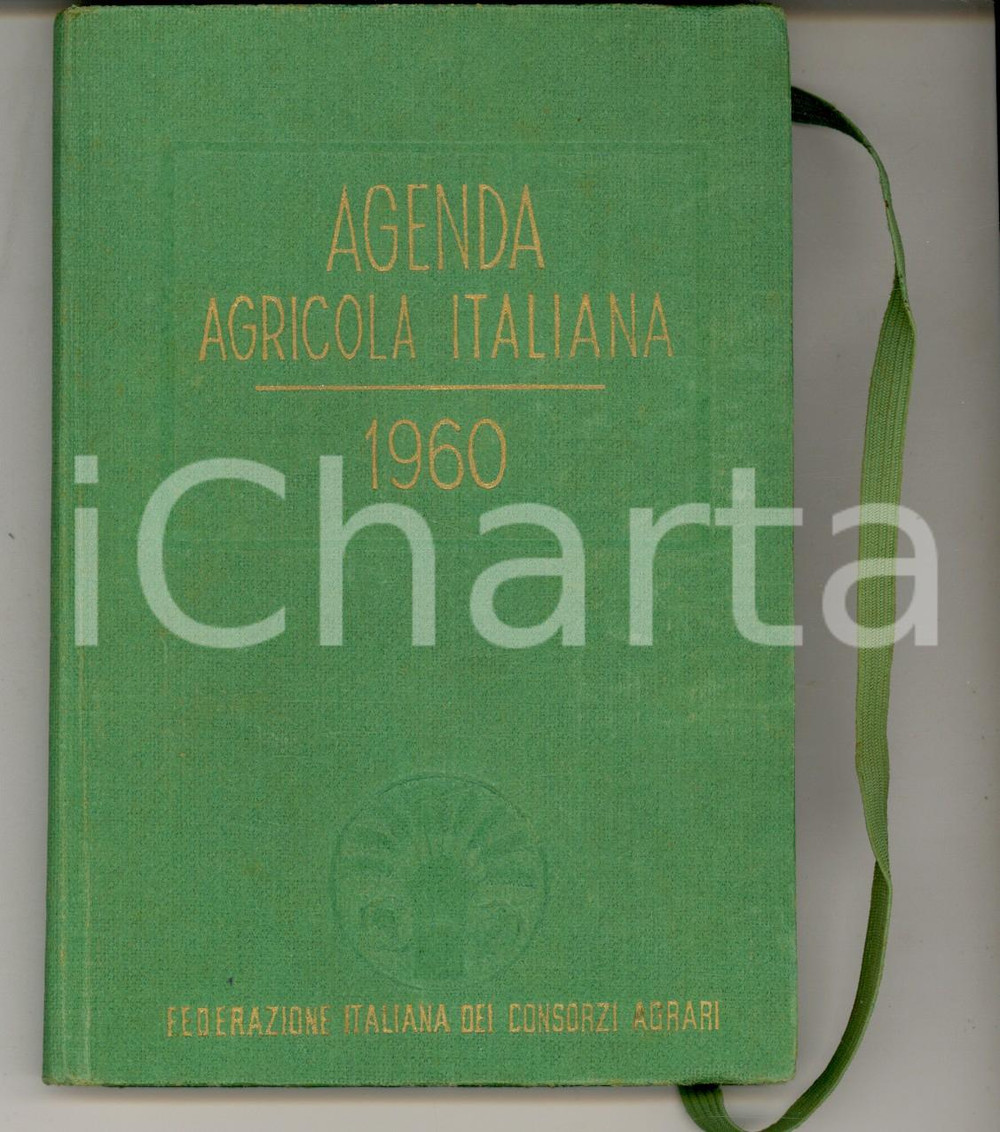 AGENDA
AGRICOLA ITALIANA
1960
iCharta
FEDERAZIONE ITALIANA DEI CONSORZI AGRARI